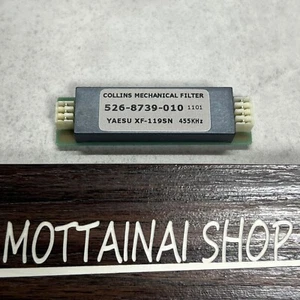 COLLINS MECHANICAL FILTER
526-8739-010 1101
YAESU XF-119SN 455KHz
MOTTAINAI SHOP